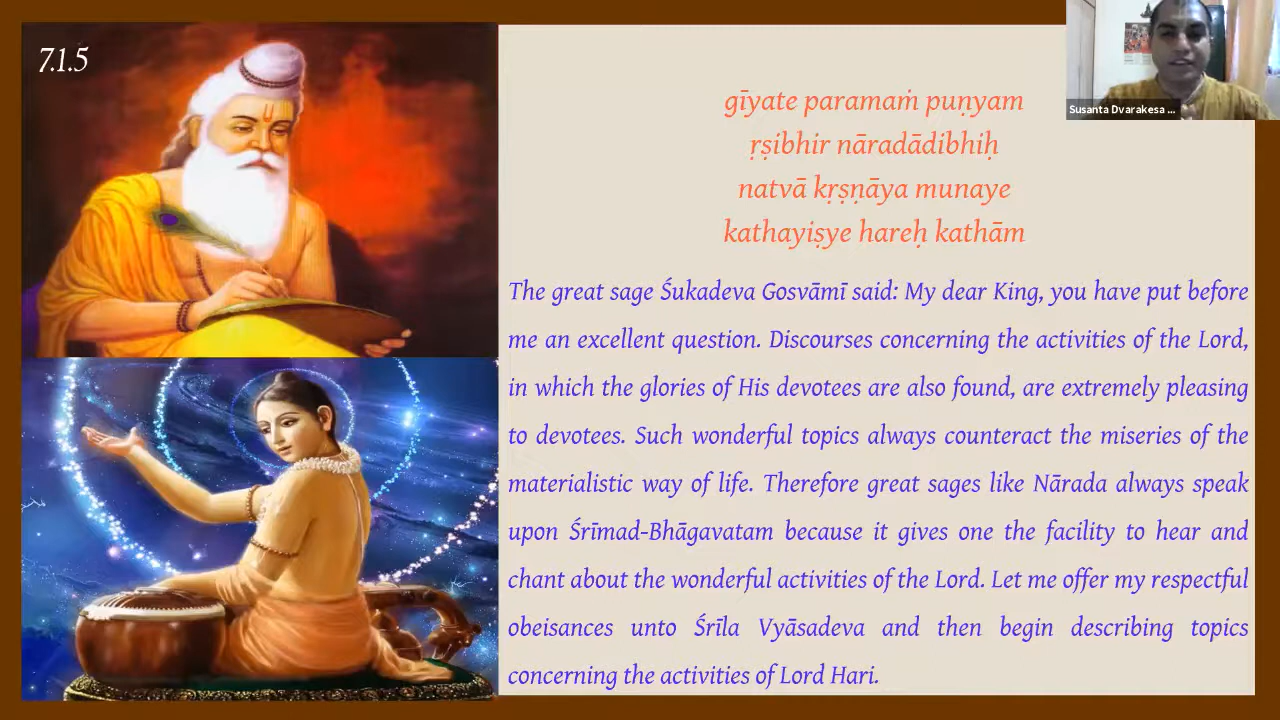 7.1.5
gīyate paramaṁ puṇyam
ṛṣibhir nāradādibhiḥ
natvā kṛṣṇāya munaye
kathayiṣye hareḥ kathām
The great sage Śukadeva Gosvāmī said: My dear King, you have put before
me an excellent question. Discourses concerning the activities of the Lord,
in which the glories of His devotees are also found, are extremely pleasing
to devotees. Such wonderful topics always counteract the miseries of the
materialistic way of life. Therefore great sages like Nārada always speak
upon Śrīmad-Bhāgavatam because it gives one the facility to hear and
chant about the wonderful activities of the Lord. Let me offer my respectful
obeisances unto Śrīla Vyāsadeva and then begin describing topics
concerning the activities of Lord Hari.
Susanta Dvarakesa ...